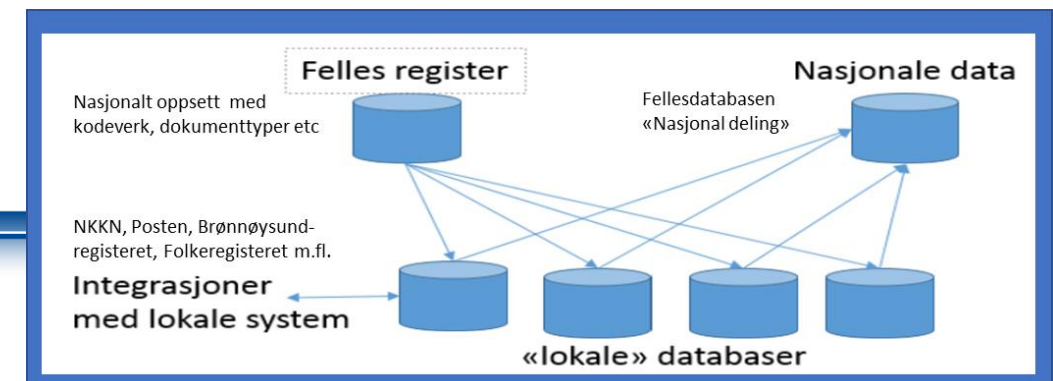 Felles register
Nasjonale data
Nasjonalt oppsett med
kodeverk, dokumenttyper etc
Fellesdatabasen
«Nasjonal deling»
NKKN, Posten, Brønnøysund-
registeret, Folkeregisteret m.fl.
Integrasjoner
med lokale system
«lokale» databaser